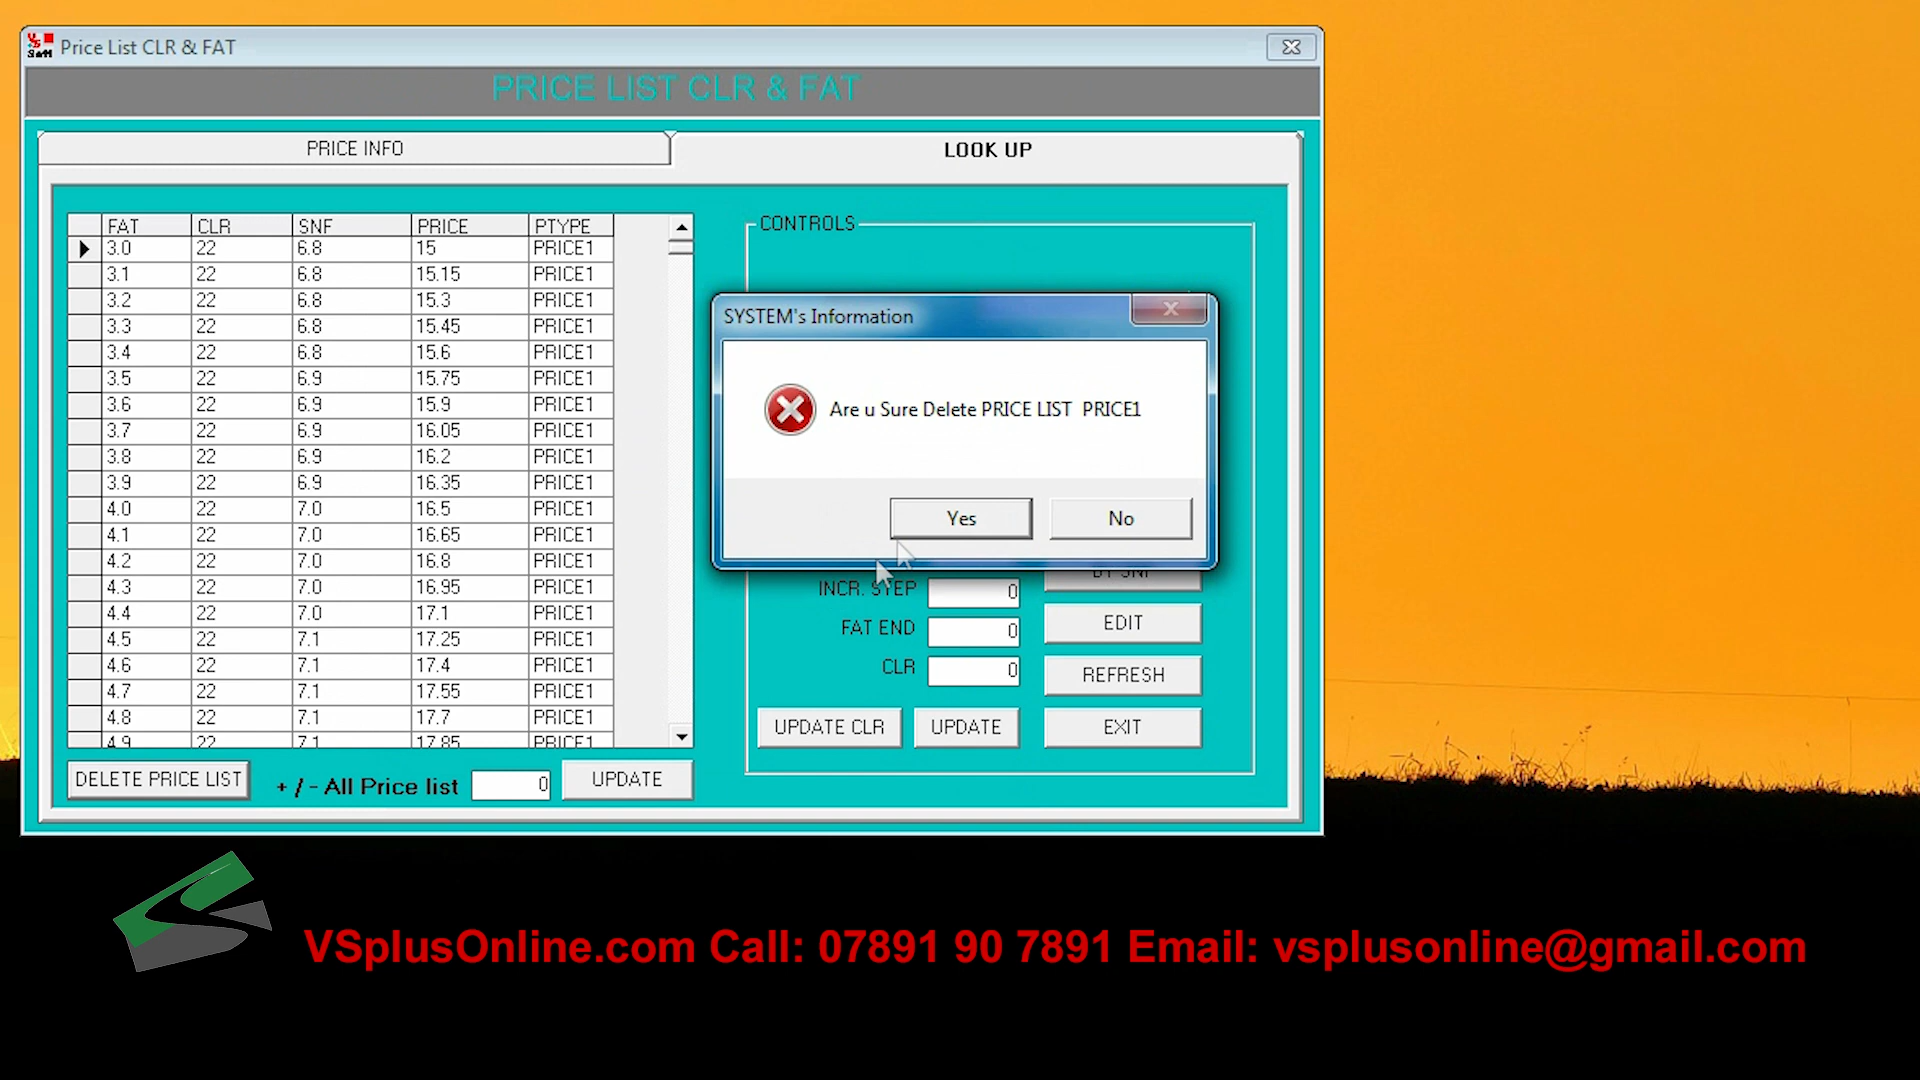 Price List CLR & FAT
PRICE LIST CLR & FAT
PRICE INFO
LOOK UP
FAT CLR SNF PRICE PTYPE
3.0 22 6.8 15 PRICE1
3.1 22 6.8 15.15 PRICE1
3.2 22 6.8 15.3 PRICE1
3.3 22 6.8 15.45 PRICE1
3.4 22 6.8 15.6 PRICE1
3.5 22 6.9 15.75 PRICE1
3.6 22 6.9 15.9 PRICE1
3.7 22 6.9 16.05 PRICE1
3.8 22 6.9 16.2 PRICE1
3.9 22 6.9 16.35 PRICE1
4.0 22 7.0 16.5 PRICE1
4.1 22 7.0 16.65 PRICE1
4.2 22 7.0 16.8 PRICE1
4.3 22 7.0 16.95 PRICE1
4.4 22 7.0 17.1 PRICE1
4.5 22 7.1 17.25 PRICE1
4.6 22 7.1 17.4 PRICE1
4.7 22 7.1 17.55 PRICE1
4.8 22 7.1 17.7 PRICE1
4.9 22 7.1 17.85 PRICE1
DELETE PRICE LIST
+ / - All Price list 0
UPDATE
CONTROLS
SYSTEM's Information
Are u Sure Delete PRICE LIST PRICE1
Yes
No
BY SNF
INCR. STEP 0
EDIT
FAT END 0
REFRESH
CLR 0
UPDATE CLR
UPDATE
EXIT
VSplusOnline.com Call: 07891 90 7891 Email: vsplusonline@gmail.com